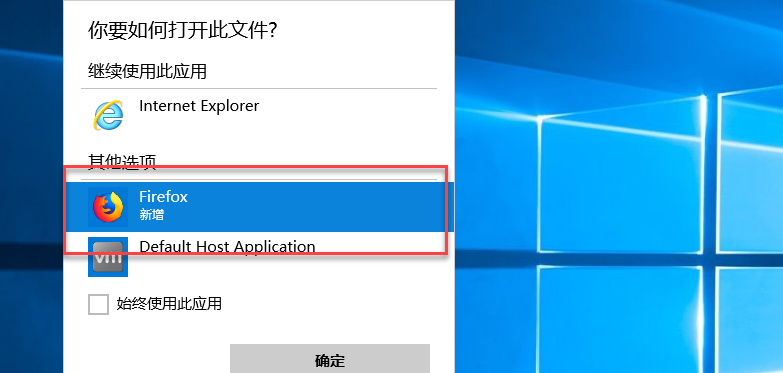 你要如何打开此文件?
继续使用此应用
Internet Explorer
其他选项
Firefox
新增
Default Host Application
vm
始终使用此应用
确定